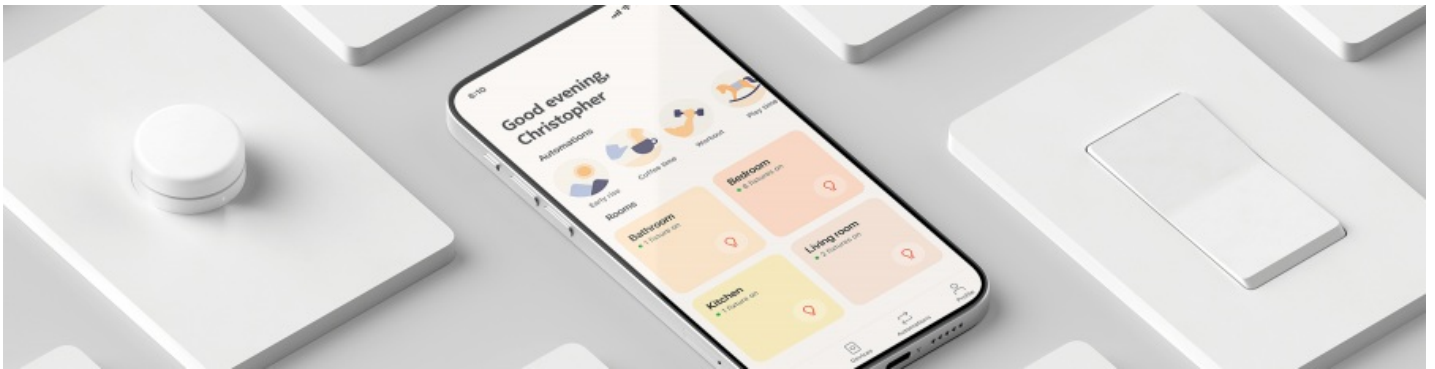 6:10
Good evening,
Christopher
Automations
Early rise
Coffee time
Workout
Play time
Rooms
Bathroom
1 fixture on
Bedroom
6 fixtures on
Kitchen
1 fixture on
Living room
2 fixtures on
Devices
Automations
Profile